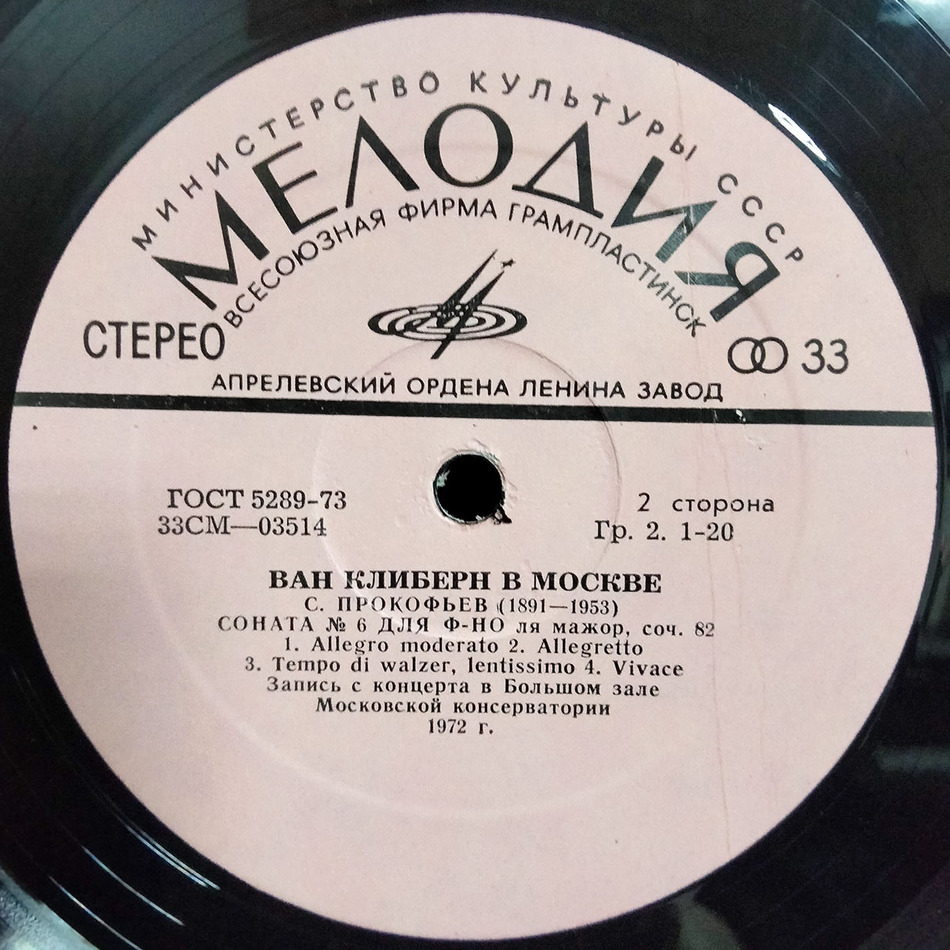 МИНИСТЕРСТВО КУЛЬТУРЫ СССР
МЕЛОДИЯ
ВСЕСОЮЗНАЯ ФИРМА ГРАМПЛАСТИНОК
СТЕРЕО
33
АПРЕЛЕВСКИЙ ОРДЕНА ЛЕНИНА ЗАВОД
ГОСТ 5289-73
2 сторона
33СМ—03514
Гр. 2. 1-20
ВАН КЛИБЕРН В МОСКВЕ
С. ПРОКОФЬЕВ (1891—1953)
СОНАТА № 6 ДЛЯ Ф-НО ля мажор, соч. 82
1. Allegro moderato 2. Allegretto
3. Tempo di walzer, lentissimo 4. Vivace
Запись с концерта в Большом зале
Московской консерватории
1972 г.